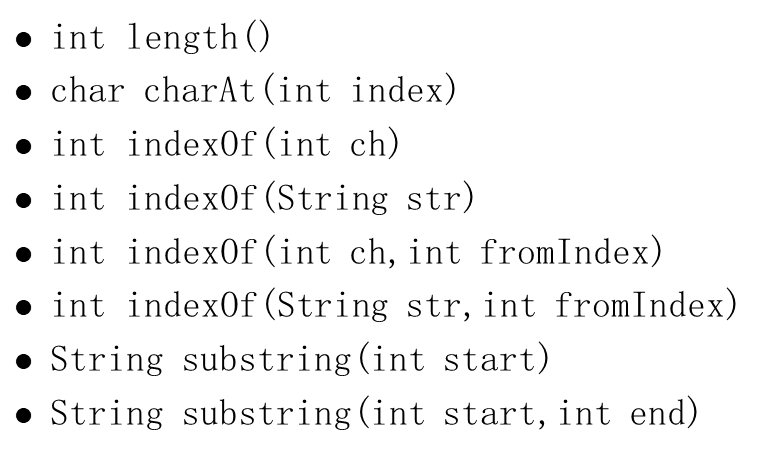 ● int length()
● char charAt(int index)
● int indexOf(int ch)
● int indexOf(String str)
● int indexOf(int ch,int fromIndex)
● int indexOf(String str,int fromIndex)
● String substring(int start)
● String substring(int start,int end)